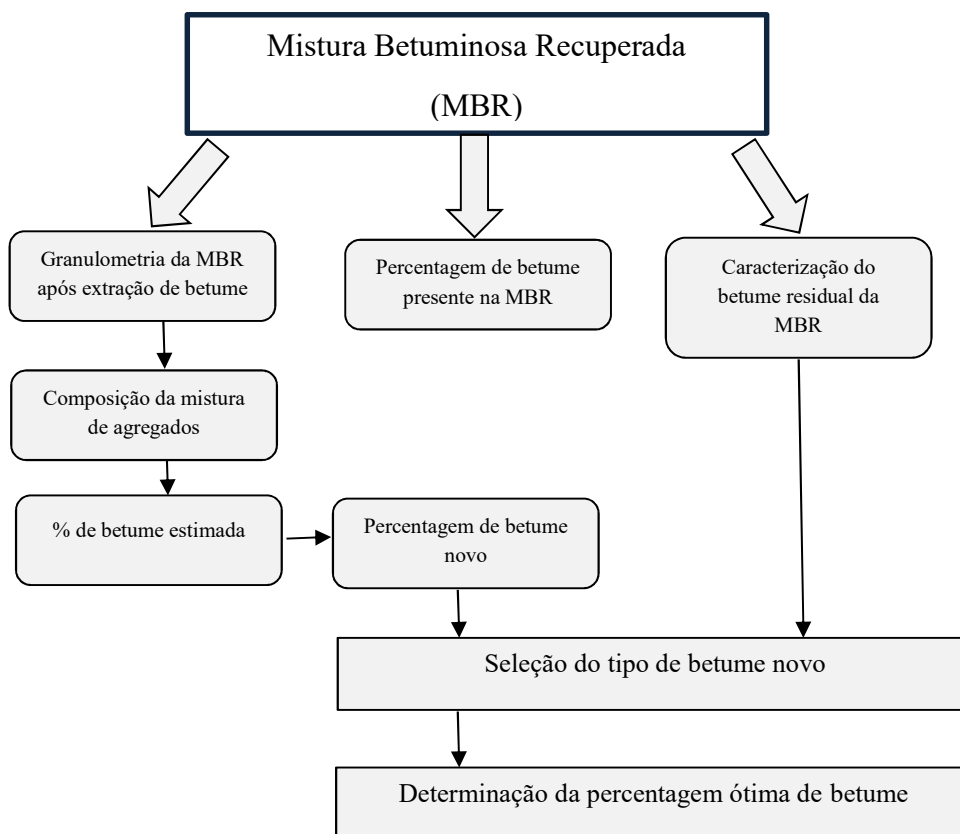 Mistura Betuminosa Recuperada
(MBR)
Granulometria da MBR
após extração de betume
Percentagem de betume
presente na MBR
Caracterização do
betume residual da
MBR
Composição da mistura
de agregados
% de betume estimada
Percentagem de betume
novo
Seleção do tipo de betume novo
Determinação da percentagem ótima de betume